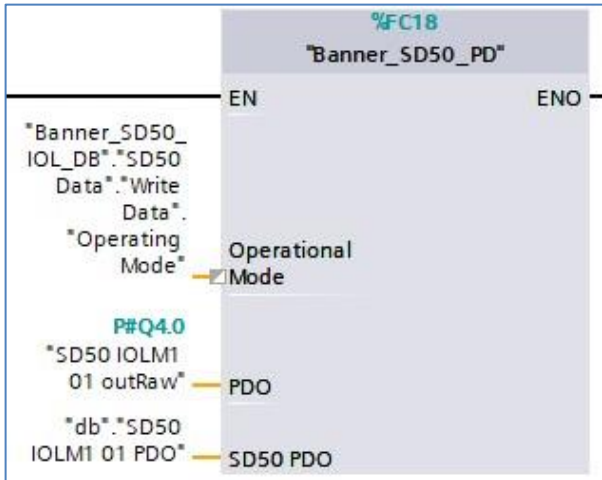 %FC18
"Banner_SD50_PD"
EN
ENO
"Banner_SD50_
IOL_DB"."SD50
Data"."Write
Data".
"Operating
Mode"
Operational
Mode
P#Q4.0
"SD50 IOLM1
01 outRaw"
PDO
"db"."SD50
IOLM1 01 PDO"
SD50 PDO